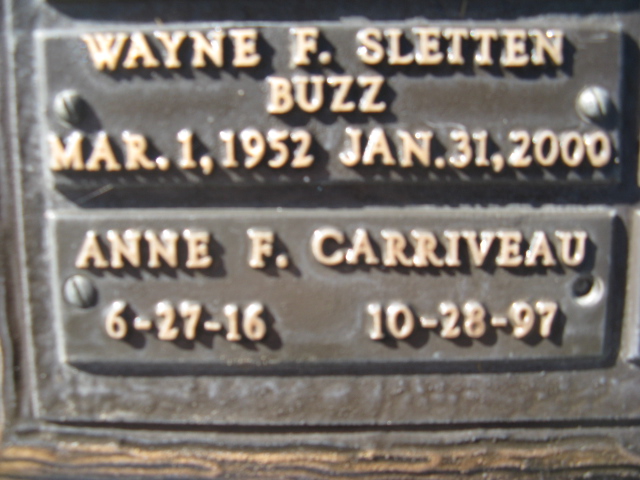 WAYNE F. SLETTEN
BUZZ
MAR. 1, 1952 JAN. 31, 2000
ANNE F. CARRIVEAU
6-27-16 10-28-97